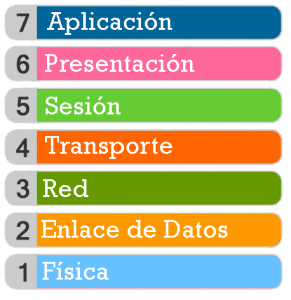 7 Aplicación
6 Presentación
5 Sesión
4 Transporte
3 Red
2 Enlace de Datos
1 Física